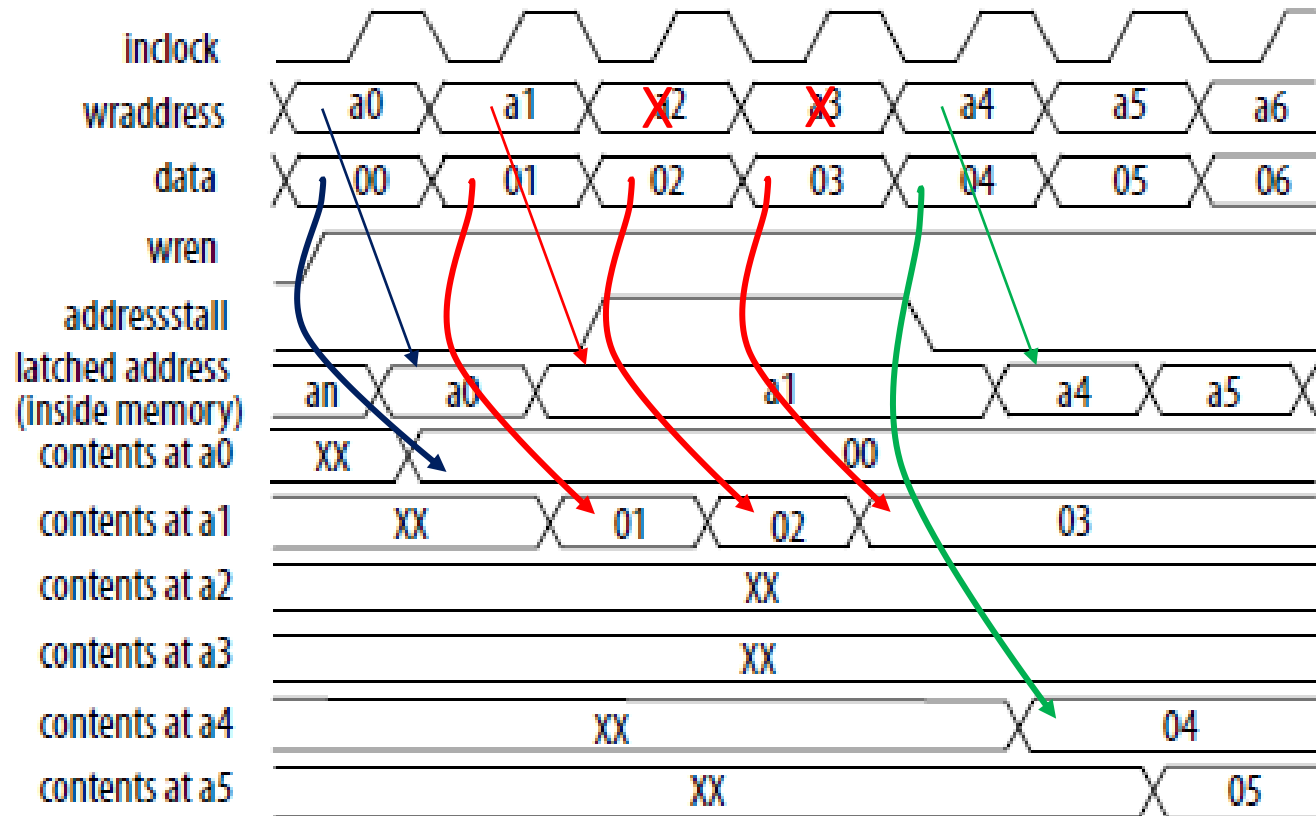 inclock
wraddress a0 a1 a2 a3 a4 a5 a6
data 00 01 02 03 04 05 06
wren
addressstall
latched address
(inside memory) an a0 a1 a4 a5
contents at a0 XX 00
contents at a1 XX 01 02 03
contents at a2 XX
contents at a3 XX
contents at a4 XX 04
contents at a5 XX 05